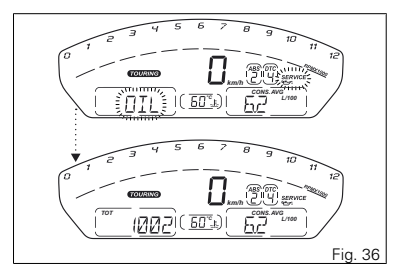 0 1 2 3 4 5 6 7 8 9 10 11 12
RPMX1000
TOURING
0 km/h
ABS 2 DTC 4 SERVICE
OIL
60 °C
CONS. AVG
6.2 L/100
0 1 2 3 4 5 6 7 8 9 10 11 12
RPMX1000
TOURING
0 km/h
ABS 2 DTC 4 SERVICE
TOT
1002
60 °C
CONS. AVG
6.2 L/100
Fig. 36